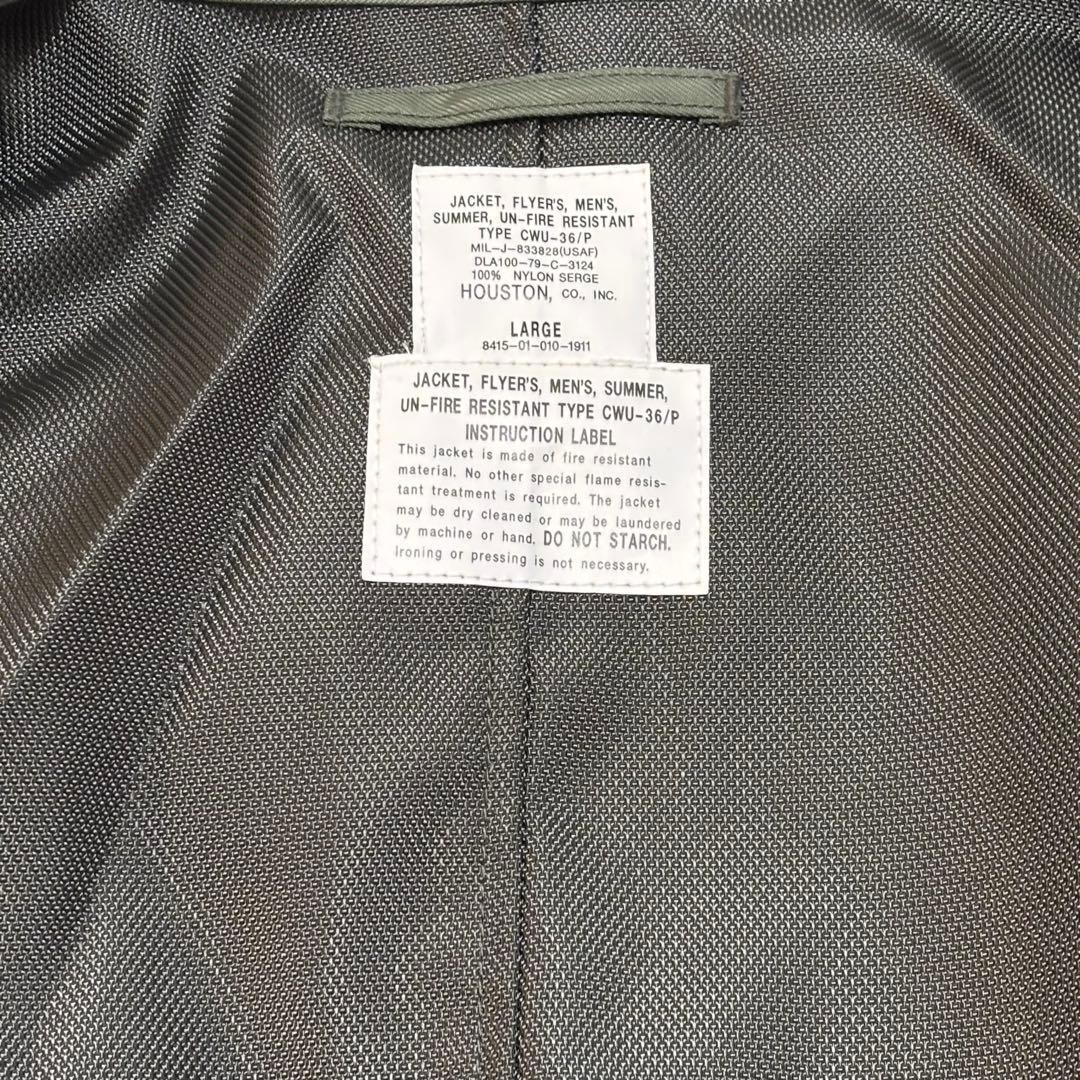 JACKET, FLYER'S, MEN'S,
SUMMER, UN-FIRE RESISTANT
TYPE CWU-36/P
MIL-J-833828(USAF)
DLA100-79-C-3124
100% NYLON SERGE
HOUSTON, CO., INC.
LARGE
8415-01-010-1911
JACKET, FLYER'S, MEN'S, SUMMER,
UN-FIRE RESISTANT TYPE CWU-36/P
INSTRUCTION LABEL
This jacket is made of fire resistant
material. No other special flame resis-
tant treatment is required. The jacket
may be dry cleaned or may be laundered
by machine or hand. DO NOT STARCH.
Ironing or pressing is not necessary.